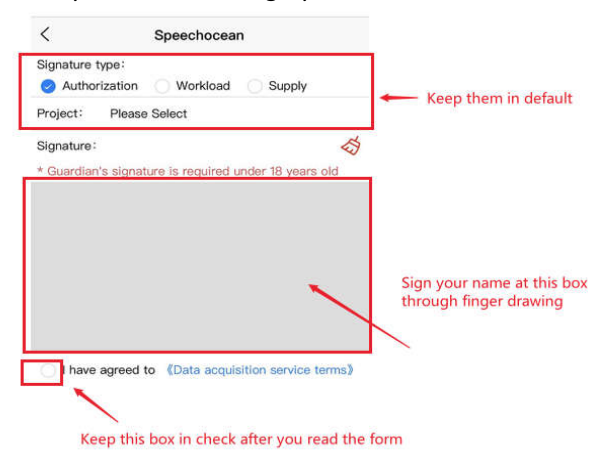 Speechocean
Signature type:
Authorization Workload Supply
Keep them in default
Project: Please Select
Signature:
* Guardian's signature is required under 18 years old
Sign your name at this box
through finger drawing
I have agreed to 《Data acquisition service terms》
Keep this box in check after you read the form